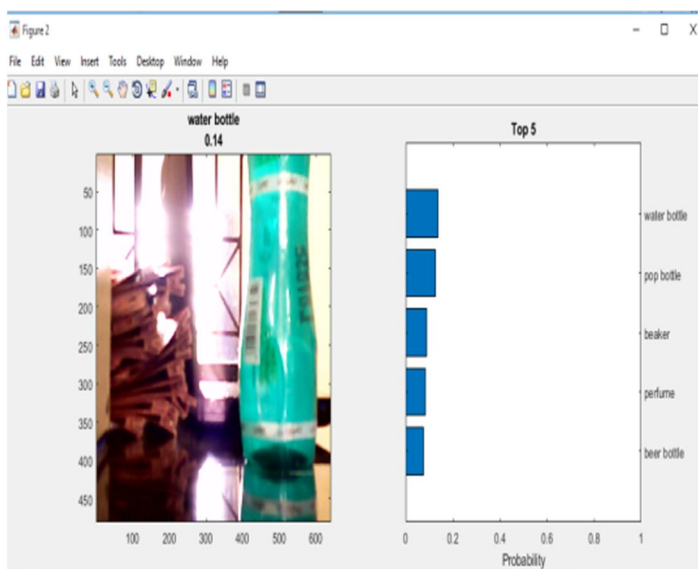 Figure 2
File Edit View Insert Tools Desktop Window Help
water bottle
0.14
50
100
150
200
250
300
350
400
450
100 200 300 400 500 600
Top 5
water bottle
pop bottle
beaker
perfume
beer bottle
0 0.2 0.4 0.6 0.8 1
Probability